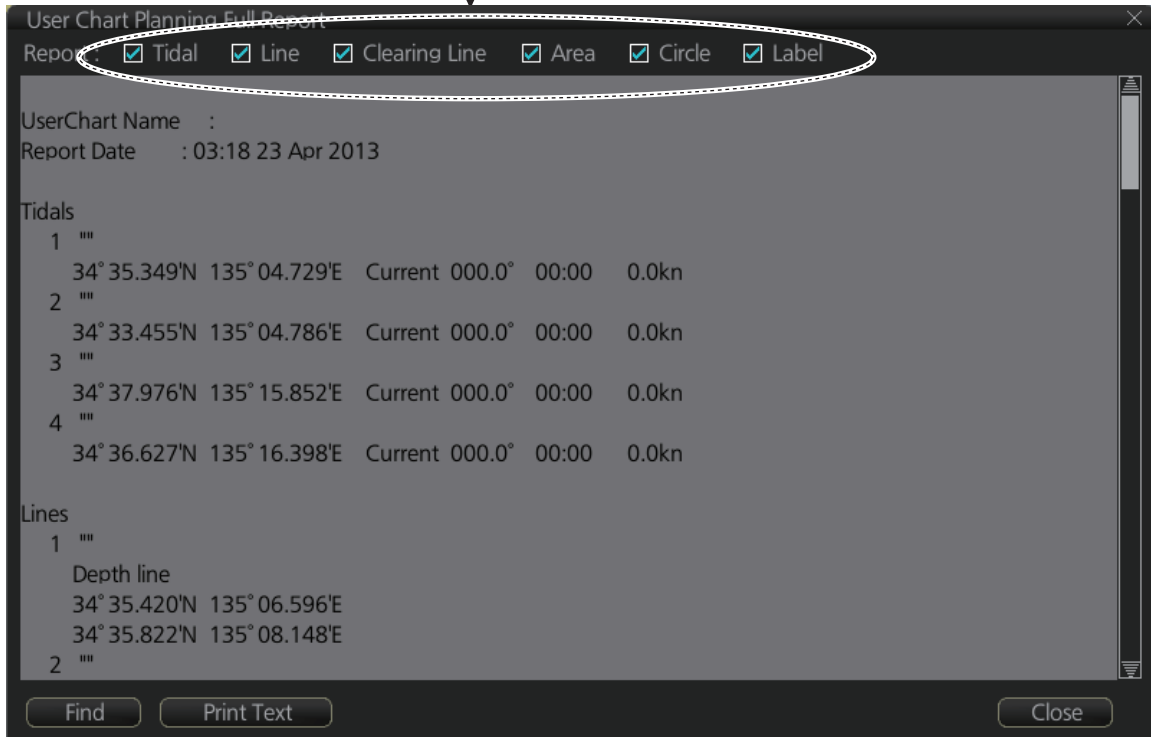 User Chart Planning Full Report
Report : Tidal Line Clearing Line Area Circle Label
UserChart Name :
Report Date : 03:18 23 Apr 2013
Tidals
1 ""
34°35.349'N 135°04.729'E Current 000.0° 00:00 0.0kn
2 ""
34°33.455'N 135°04.786'E Current 000.0° 00:00 0.0kn
3 ""
34°37.976'N 135°15.852'E Current 000.0° 00:00 0.0kn
4 ""
34°36.627'N 135°16.398'E Current 000.0° 00:00 0.0kn
Lines
1 ""
Depth line
34°35.420'N 135°06.596'E
34°35.822'N 135°08.148'E
2 ""
Find Print Text Close